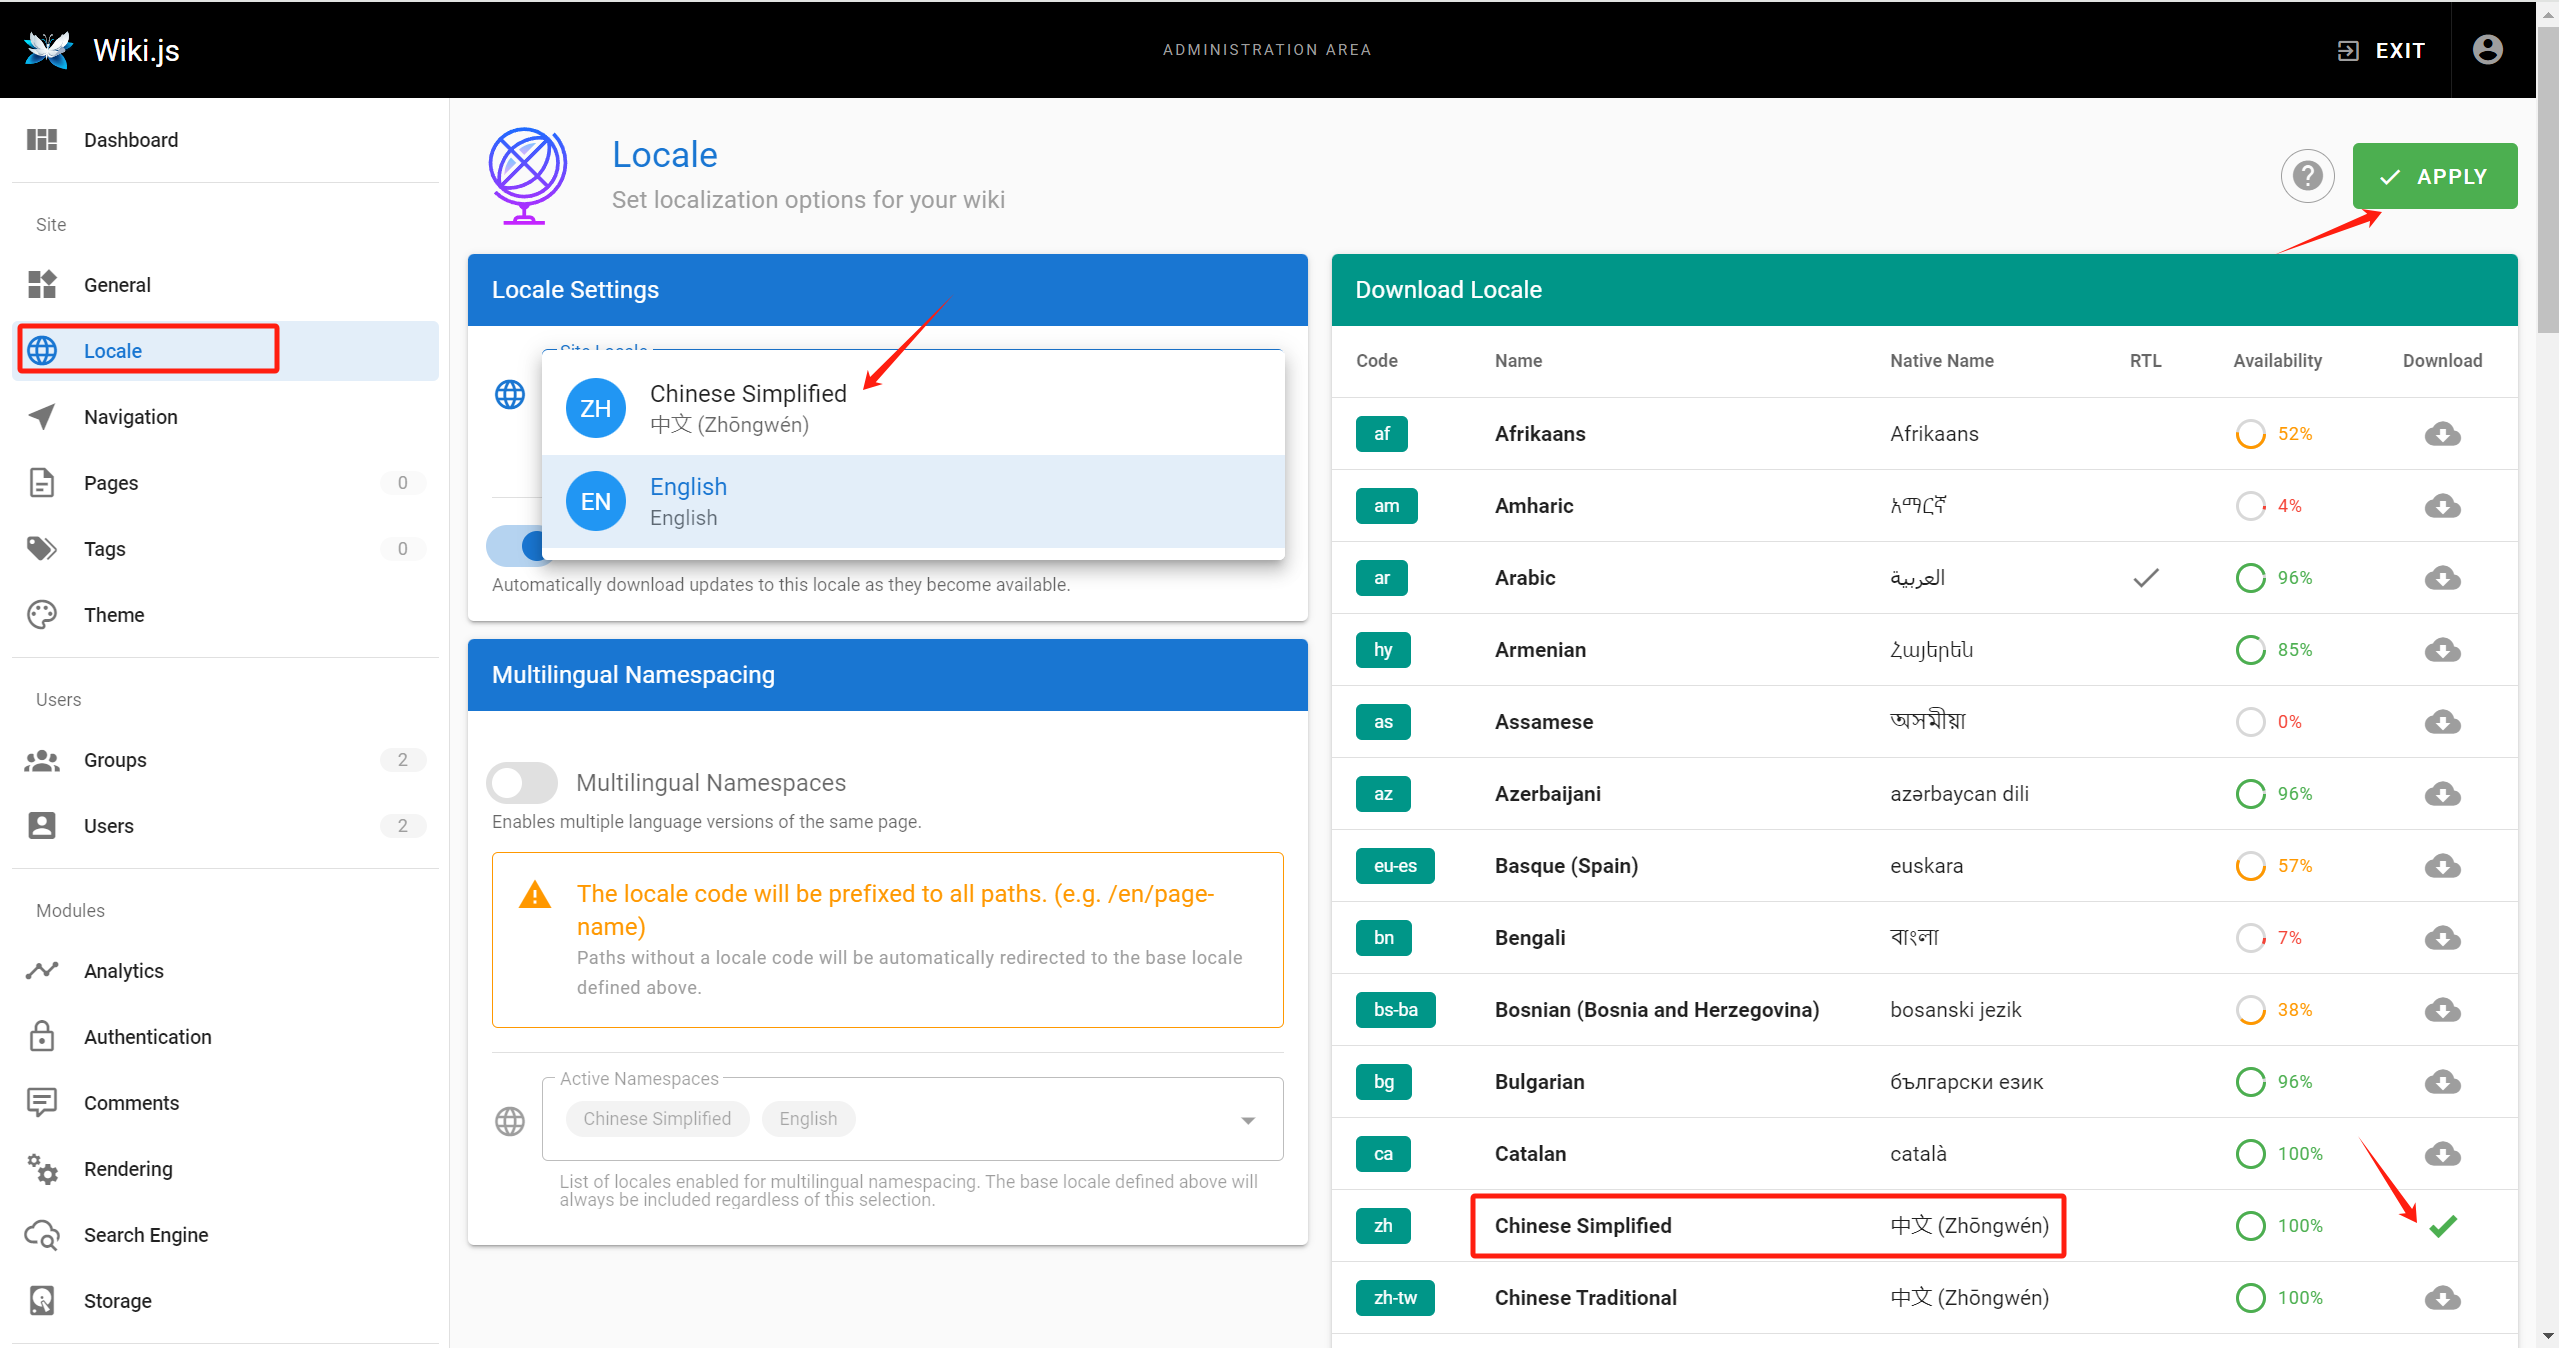 Wiki.js
ADMINISTRATION AREA
EXIT
Dashboard
Site
General
Locale
Navigation
Pages 0
Tags 0
Theme
Users
Groups 2
Users 2
Modules
Analytics
Authentication
Comments
Rendering
Search Engine
Storage
Locale
Set localization options for your wiki
APPLY
Locale Settings
Site Locale
ZH Chinese Simplified
中文 (Zhōngwén)
EN English
English
Automatically download updates to this locale as they become available.
Multilingual Namespacing
Multilingual Namespaces
Enables multiple language versions of the same page.
The locale code will be prefixed to all paths. (e.g. /en/page-
name)
Paths without a locale code will be automatically redirected to the base locale
defined above.
Active Namespaces
Chinese Simplified English
List of locales enabled for multilingual namespacing. The base locale defined above will
always be included regardless of this selection.
Download Locale
Code Name Native Name RTL Availability Download
af Afrikaans Afrikaans 52%
am Amharic አማርኛ 4%
ar Arabic العربية 96%
hy Armenian Հայերեն 85%
as Assamese অসমীয়া 0%
az Azerbaijani azərbaycan dili 96%
eu-es Basque (Spain) euskara 57%
bn Bengali বাংলা 7%
bs-ba Bosnian (Bosnia and Herzegovina) bosanski jezik 38%
bg Bulgarian български език 96%
ca Catalan català 100%
zh Chinese Simplified 中文 (Zhōngwén) 100%
zh-tw Chinese Traditional 中文 (Zhōngwén) 100%